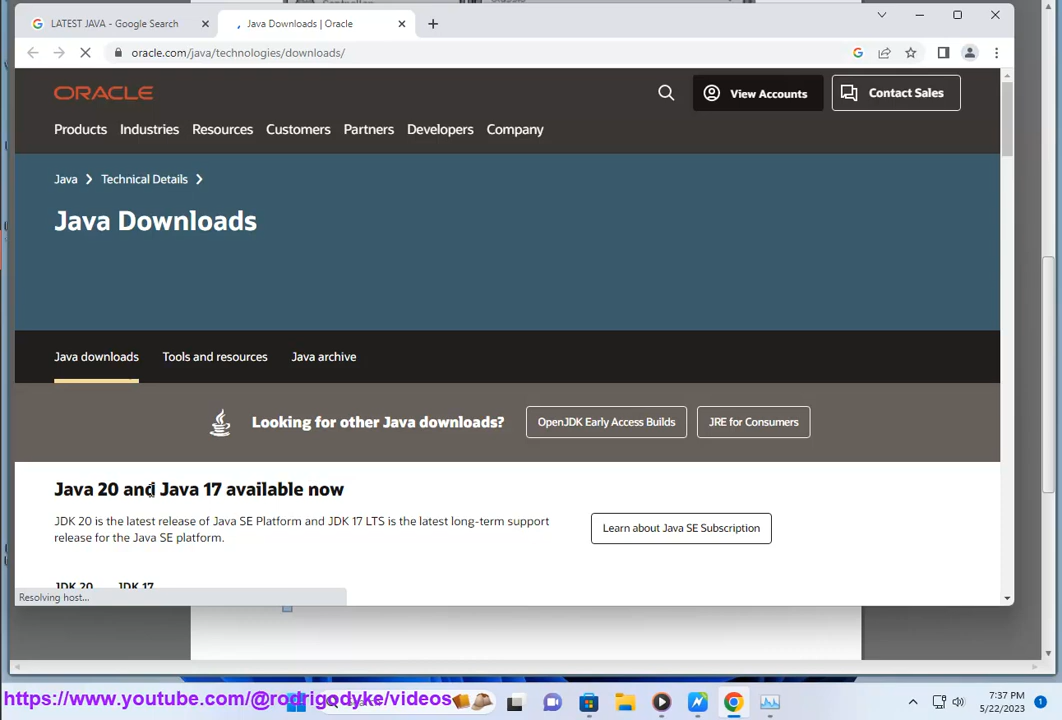 LATEST JAVA - Google Search
Java Downloads | Oracle
oracle.com/java/technologies/downloads/
ORACLE
View Accounts
Contact Sales
Products Industries Resources Customers Partners Developers Company
Java Technical Details
Java Downloads
Java downloads Tools and resources Java archive
Looking for other Java downloads?
OpenJDK Early Access Builds
JRE for Consumers
Java 20 and Java 17 available now
JDK 20 is the latest release of Java SE Platform and JDK 17 LTS is the latest long-term support
release for the Java SE platform.
Learn about Java SE Subscription
JDK 20 JDK 17
Resolving host...
https://www.youtube.com/@rodrigodyke/videos
7:37 PM
5/22/2023
1